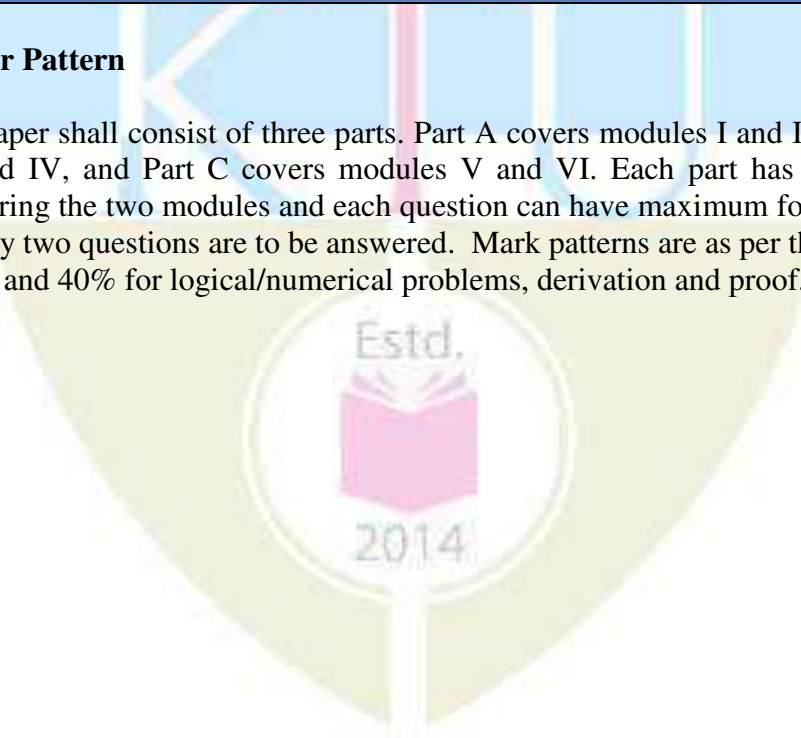 r Pattern
aper shall consist of three parts. Part A covers modules I and I
d IV, and Part C covers modules V and VI. Each part has
ring the two modules and each question can have maximum fo
y two questions are to be answered. Mark patterns are as per th
and 40% for logical/numerical problems, derivation and proof.
KTU
Estd.
2014